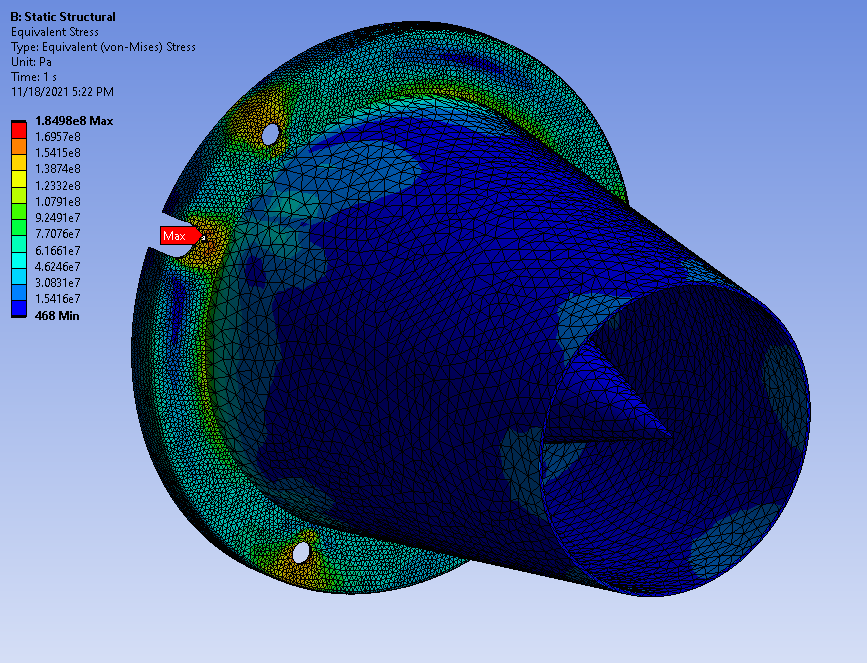 B: Static Structural
Equivalent Stress
Type: Equivalent (von-Mises) Stress
Unit: Pa
Time: 1 s
11/18/2021 5:22 PM
1.8498e8 Max
1.6957e8
1.5415e8
1.3874e8
1.2332e8
1.0791e8
9.2491e7
7.7076e7
6.1661e7
4.6246e7
3.0831e7
1.5416e7
468 Min
Max